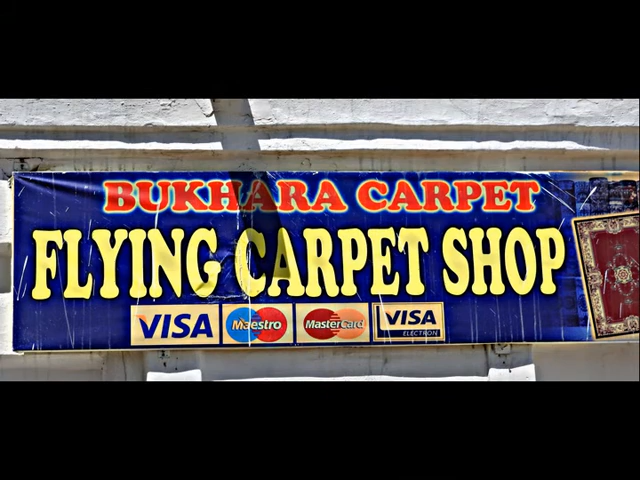 BUKHARA CARPET
FLYING CARPET SHOP
VISA Maestro MasterCard VISA
ELECTRON